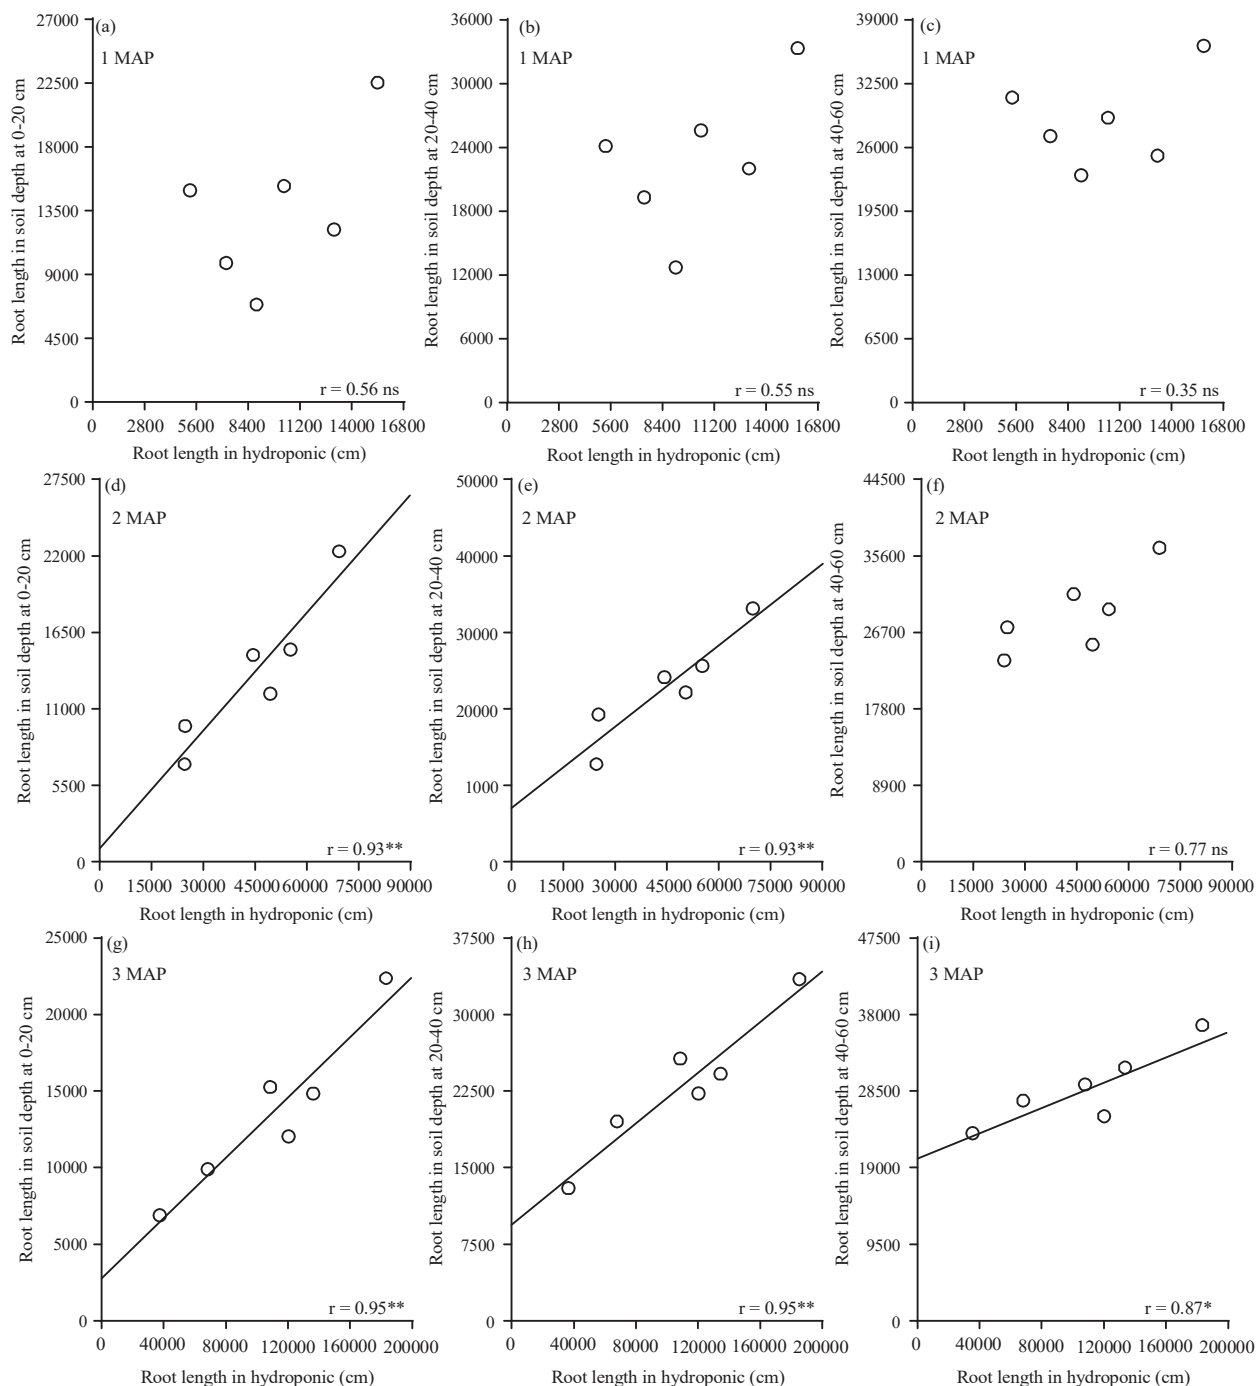 (a)
1 MAP
27000
22500
18000
13500
9000
4500
0
Root length in soil depth at 0-20 cm
r = 0.56 ns
0 2800 5600 8400 11200 14000 16800
Root length in hydroponic (cm)
(b)
1 MAP
36000
30000
24000
18000
12000
6000
0
Root length in soil depth at 20-40 cm
r = 0.55 ns
0 2800 5600 8400 11200 14000 16800
Root length in hydroponic (cm)
(c)
1 MAP
39000
32500
26000
19500
13000
6500
0
Root length in soil depth at 40-60 cm
r = 0.35 ns
0 2800 5600 8400 11200 14000 16800
Root length in hydroponic (cm)
(d)
2 MAP
27500
22000
16500
11000
5500
0
Root length in soil depth at 0-20 cm
r = 0.93**
0 15000 30000 45000 60000 75000 90000
Root length in hydroponic (cm)
(e)
2 MAP
50000
40000
30000
20000
1000
0
Root length in soil depth at 20-40 cm
r = 0.93**
0 15000 30000 45000 60000 75000 90000
Root length in hydroponic (cm)
(f)
2 MAP
44500
35600
26700
17800
8900
0
Root length in soil depth at 40-60 cm
r = 0.77 ns
0 15000 30000 45000 60000 75000 90000
Root length in hydroponic (cm)
(g)
3 MAP
25000
20000
15000
10000
5000
0
Root length in soil depth at 0-20 cm
r = 0.95**
0 40000 80000 120000 160000 200000
Root length in hydroponic (cm)
(h)
3 MAP
37500
30000
22500
15000
7500
0
Root length in soil depth at 20-40 cm
r = 0.95**
0 40000 80000 120000 160000 200000
Root length in hydroponic (cm)
(i)
3 MAP
47500
38000
28500
19000
9500
0
Root length in soil depth at 40-60 cm
r = 0.87*
0 40000 80000 120000 160000 200000
Root length in hydroponic (cm)